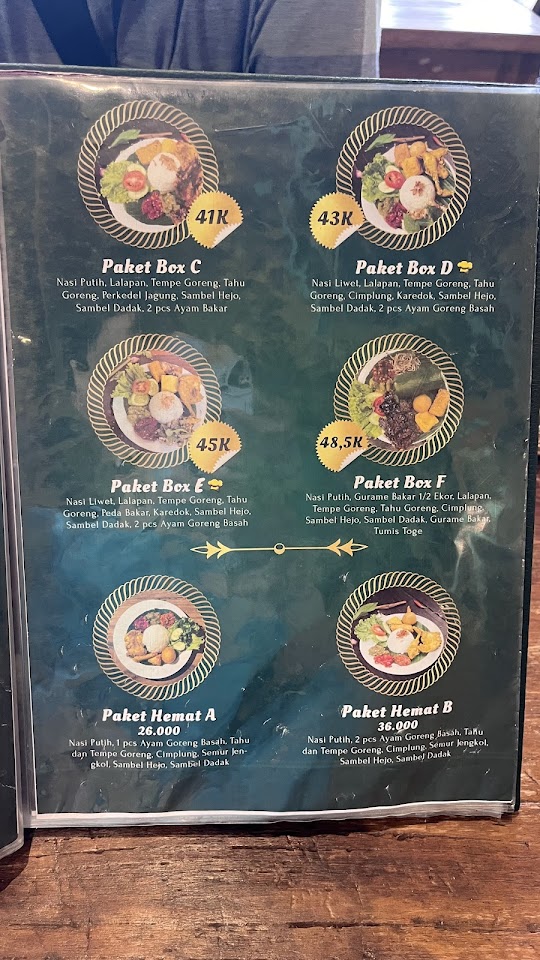 41K
Paket Box C
Nasi Putih, Lalapan, Tempe Goreng, Tahu
Goreng, Perkedel Jagung, Sambel Hejo,
Sambel Dadak, 2 pcs Ayam Bakar
43K
Paket Box D
Nasi Liwet, Lalapan, Tempe Goreng, Tahu
Goreng, Cimplung, Karedok, Sambel Hejo,
Sambel Dadak, 2 pcs Ayam Goreng Basah
45K
Paket Box E
Nasi Liwet, Lalapan, Tempe Goreng, Tahu
Goreng, Peda Bakar, Karedok, Sambel Hejo,
Sambel Dadak, 2 pcs Ayam Goreng Basah
48,5K
Paket Box F
Nasi Putih, Gurame Bakar 1/2 Ekor, Lalapan,
Tempe Goreng, Tahu Goreng, Cimplung,
Sambel Hejo, Sambel Dadak, Gurame Bakar,
Tumis Toge
Paket Hemat A
26.000
Nasi Putih, 1 pcs Ayam Goreng Basah, Tahu
dan Tempe Goreng, Cimplung, Semur Jen-
gkol, Sambel Hejo, Sambel Dadak
Paket Hemat B
36.000
Nasi Putih, 2 pcs Ayam Goreng Basah, Tahu
dan Tempe Goreng, Cimplung, Semur Jengkol,
Sambel Hejo, Sambel Dadak